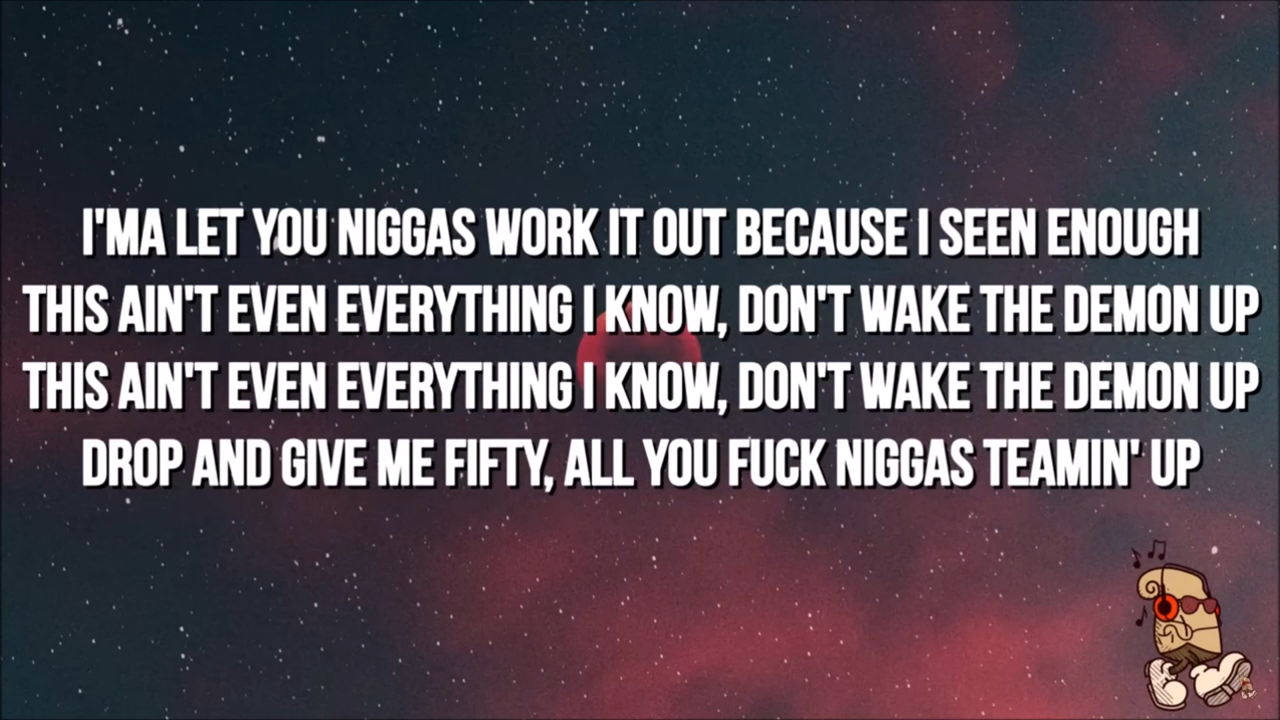 I'MA LET YOU NIGGAS WORK IT OUT BECAUSE I SEEN ENOUGH
THIS AIN'T EVEN EVERYTHING I KNOW, DON'T WAKE THE DEMON UP
THIS AIN'T EVEN EVERYTHING I KNOW, DON'T WAKE THE DEMON UP
DROP AND GIVE ME FIFTY, ALL YOU FUCK NIGGAS TEAMIN' UP